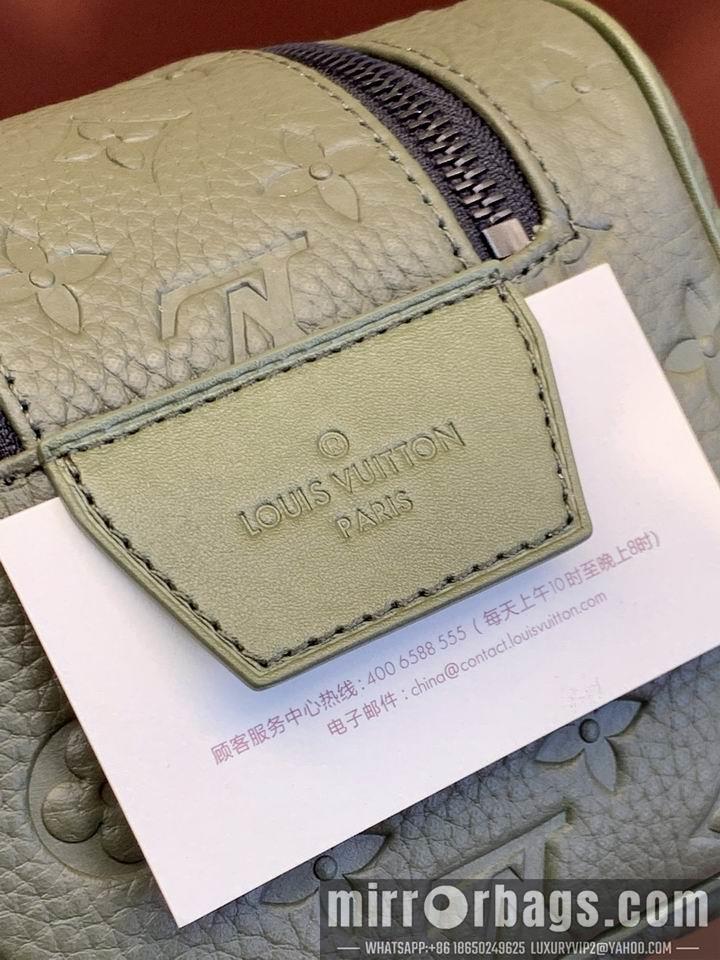 LOUIS VUITTON
PARIS
顾客服务中心热线:400 6588 555 (每天上午10时至晚上8时)
电子邮件:china@contact.louisvuitton.com
mirrorbags.com
WHATSAPP:+86 18650249625 LUXURYVIP2@YAHOO.COM